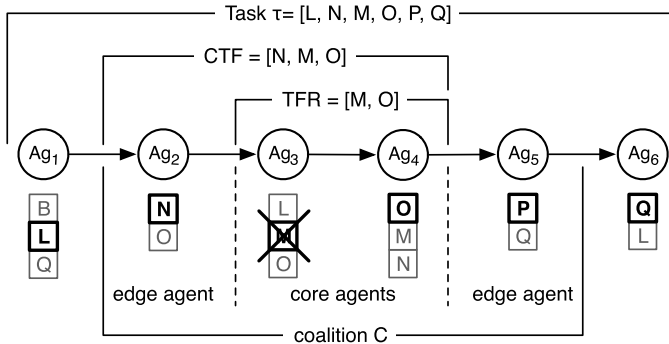 Task τ= [L, N, M, O, P, Q]
CTF = [N, M, O]
TFR = [M, O]
Ag1 Ag2 Ag3 Ag4 Ag5 Ag6
B N L O P Q
L O M M Q L
Q O N
edge agent core agents edge agent
coalition C